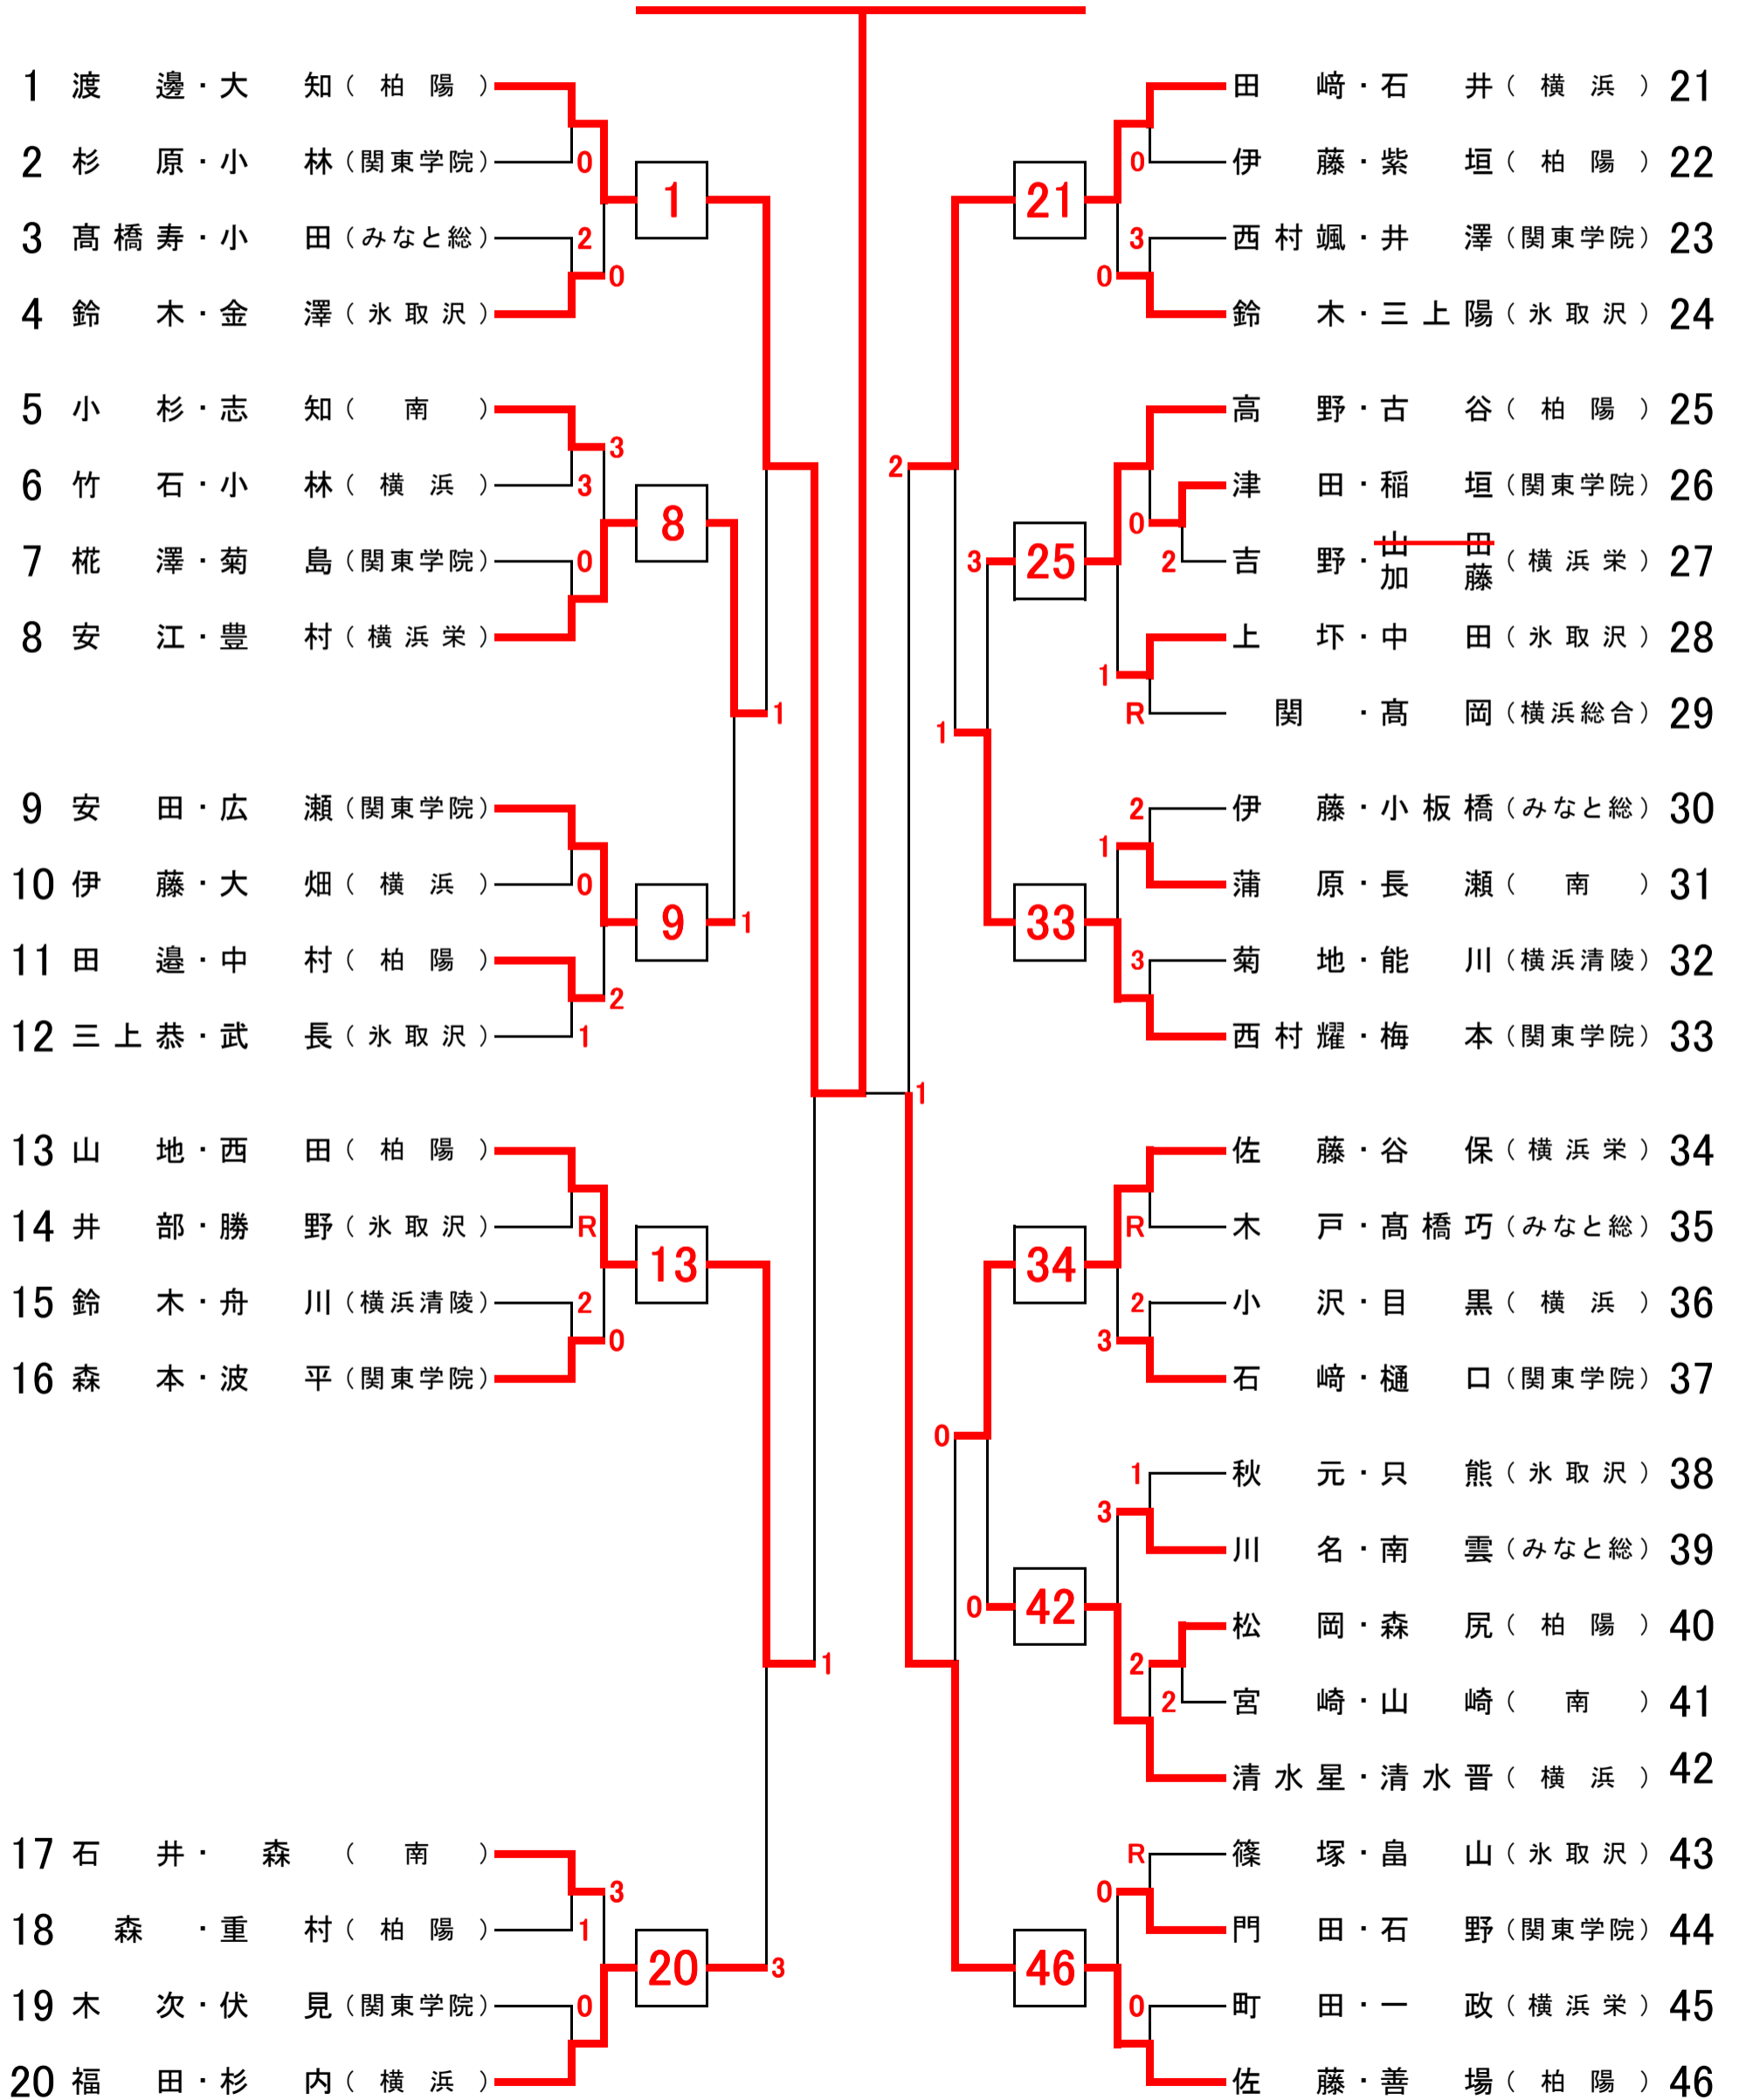 1 渡邊・大知（柏陽）
2 杉原・小林（関東学院）
0
3 髙橋寿・小田（みなと総）
2
0
4 鈴木・金澤（氷取沢）
1
5 小杉・志知（南）
3
6 竹石・小林（横浜）
3
8
7 椛澤・菊島（関東学院）
0
8 安江・豊村（横浜栄）
1
9 安田・広瀬（関東学院）
10 伊藤・大畑（横浜）
0
9
1
11 田邉・中村（柏陽）
2
12 三上恭・武長（氷取沢）
1
13 山地・西田（柏陽）
14 井部・勝野（氷取沢）
R
13
15 鈴木・舟川（横浜清陵）
2
0
16 森本・波平（関東学院）
1
17 石井・森（南）
3
18 森・重村（柏陽）
1
20
3
19 木次・伏見（関東学院）
0
20 福田・杉内（横浜）
田﨑・石井（横浜） 21
0
伊藤・紫垣（柏陽） 22
21
3
西村颯・井澤（関東学院） 23
0
鈴木・三上陽（氷取沢） 24
高野・古谷（柏陽） 25
2
津田・稲垣（関東学院） 26
0
山田
3
25
2
吉野・加藤（横浜栄） 27
上圷・中田（氷取沢） 28
1
R
関・髙岡（横浜総合） 29
1
2
伊藤・小板橋（みなと総） 30
1
蒲原・長瀬（南） 31
33
3
菊地・能川（横浜清陵） 32
西村耀・梅本（関東学院） 33
1
佐藤・谷保（横浜栄） 34
R
木戸・髙橋巧（みなと総） 35
34
2
小沢・目黒（横浜） 36
3
石﨑・樋口（関東学院） 37
0
1
秋元・只熊（氷取沢） 38
3
川名・南雲（みなと総） 39
0
42
松岡・森尻（柏陽） 40
2
2
宮崎・山崎（南） 41
清水星・清水晋（横浜） 42
R
篠塚・畠山（氷取沢） 43
0
門田・石野（関東学院） 44
46
0
町田・一政（横浜栄） 45
佐藤・善場（柏陽） 46